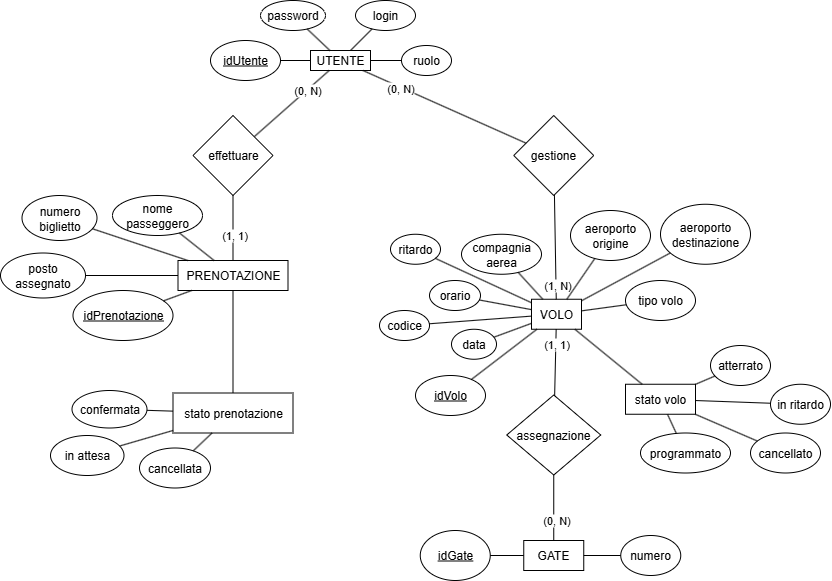 password
login
idUtente
UTENTE
ruolo
(0, N)
(0, N)
effettuare
gestione
numero
biglietto
nome
passeggero
(1, 1)
posto
assegnato
PRENOTAZIONE
idPrenotazione
ritardo
compagnia
aerea
aeroporto
origine
aeroporto
destinazione
(1, N)
orario
tipo volo
codice
VOLO
data
(1, 1)
idVolo
stato prenotazione
confermata
in attesa
cancellata
atterrato
stato volo
in ritardo
programmato
cancellato
assegnazione
(0, N)
idGate
GATE
numero